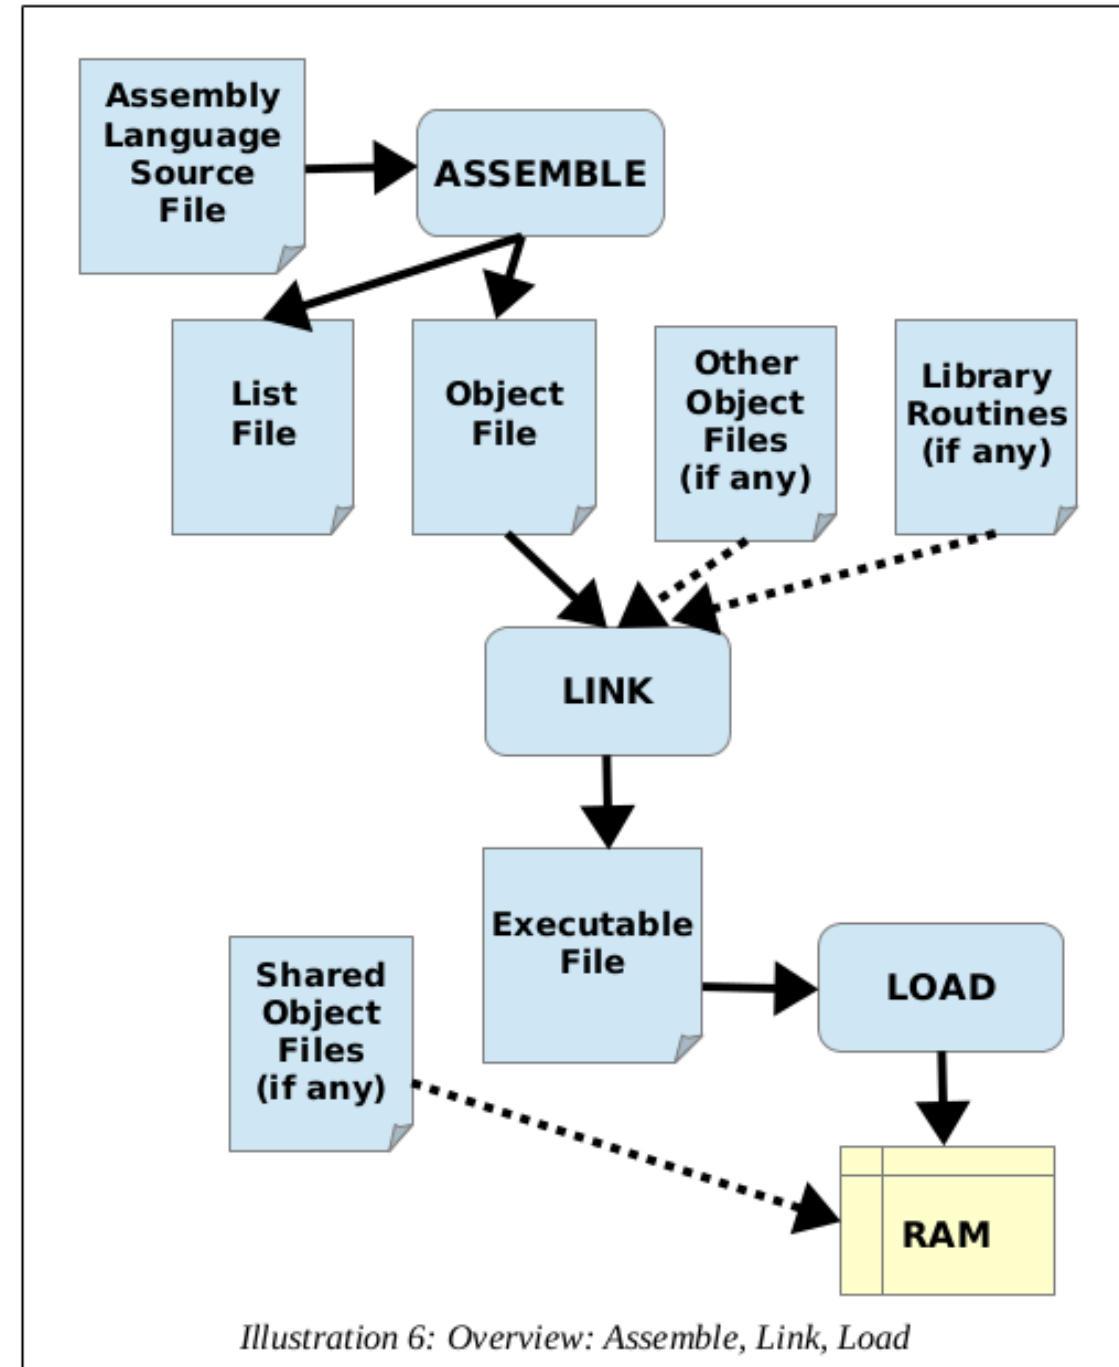 Assembly
Language
Source
File
ASSEMBLE
List
File
Object
File
Other
Object
Files
(if any)
Library
Routines
(if any)
LINK
Executable
File
LOAD
Shared
Object
Files
(if any)
RAM
Illustration 6: Overview: Assemble, Link, Load